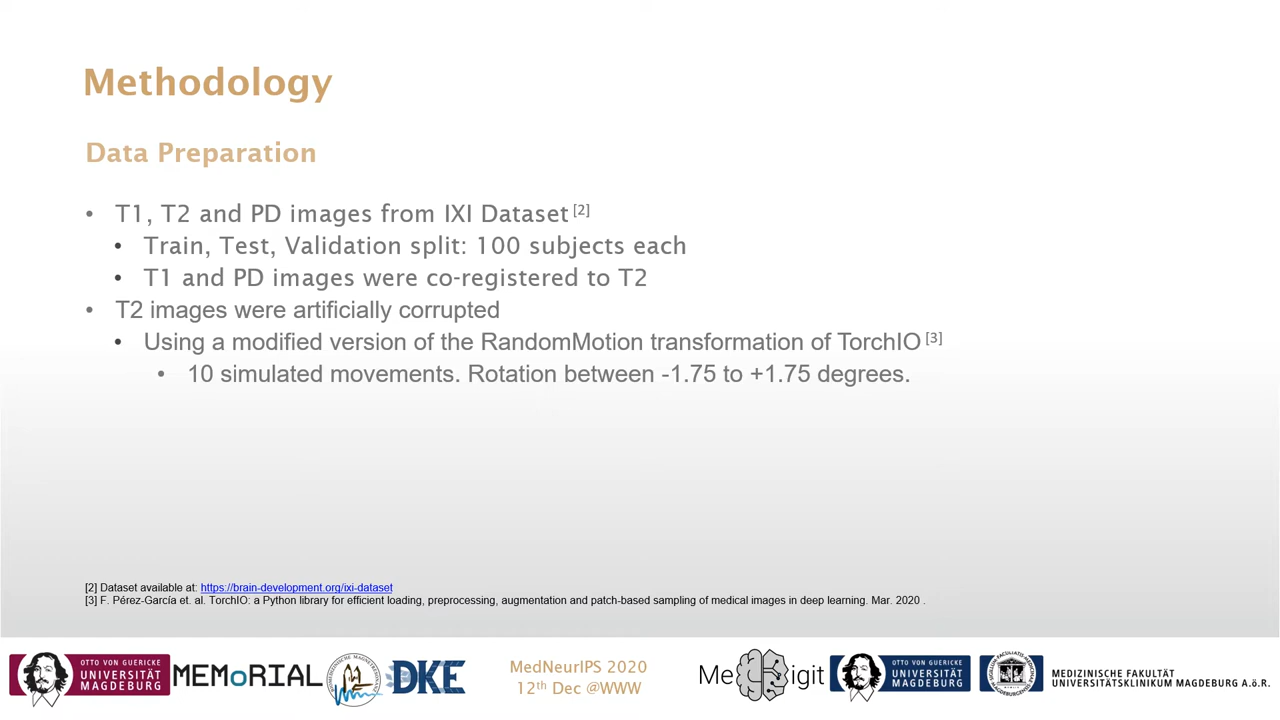 Methodology
Data Preparation
• T1, T2 and PD images from IXI Dataset [2]
• Train, Test, Validation split: 100 subjects each
• T1 and PD images were co-registered to T2
• T2 images were artificially corrupted
• Using a modified version of the RandomMotion transformation of TorchIO [3]
• 10 simulated movements. Rotation between -1.75 to +1.75 degrees.
[2] Dataset available at: https://brain-development.org/ixi-dataset
[3] F. Pérez-García et. al. TorchIO: a Python library for efficient loading, preprocessing, augmentation and patch-based sampling of medical images in deep learning. Mar. 2020 .
OTTO VON GUERICKE
UNIVERSITÄT
MAGDEBURG
MEMoRIAL
DKE
MedNeurIPS 2020
12th Dec @WWW
Me igit
OTTO VON GUERICKE
UNIVERSITÄT
MAGDEBURG
MEDIZINISCHE FAKULTÄT
UNIVERSITÄTSKLINIKUM MAGDEBURG A.ö.R.